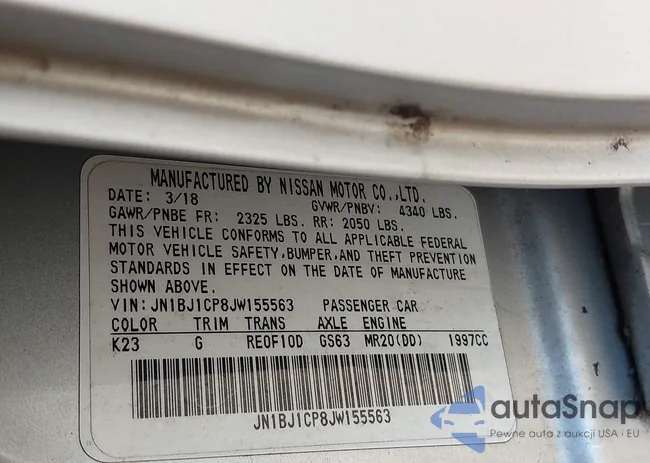 MANUFACTURED BY NISSAN MOTOR CO.,LTD.
DATE: 3/18 GVWR/PNBV: 4340 LBS.
GAWR/PNBE FR: 2325 LBS. RR: 2050 LBS.
THIS VEHICLE CONFORMS TO ALL APPLICABLE FEDERAL
MOTOR VEHICLE SAFETY,BUMPER,AND THEFT PREVENTION
STANDARDS IN EFFECT ON THE DATE OF MANUFACTURE
SHOWN ABOVE.
VIN: JN1BJ1CP8JW155563 PASSENGER CAR
COLOR TRIM TRANS AXLE ENGINE
K23 G RE0F10D GS63 MR20(DD) 1997CC
JN1BJ1CP8JW155563
autaSnap
Pewne auta z aukcji USA i EU